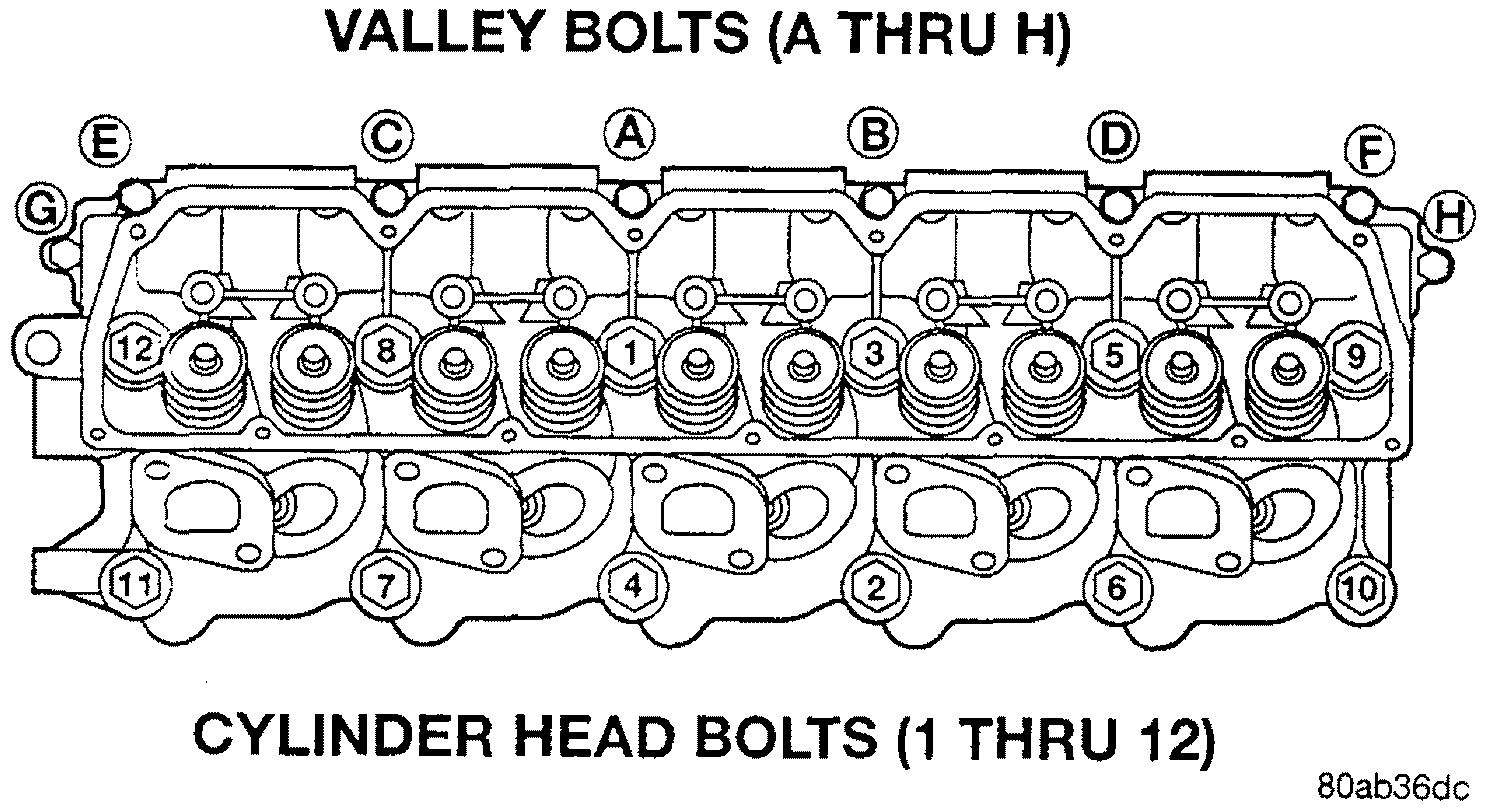 VALLEY BOLTS (A THRU H)
E C A B D F
G H
12 8 1 3 5 9
11 7 4 2 6 10
CYLINDER HEAD BOLTS (1 THRU 12)
80ab36dc